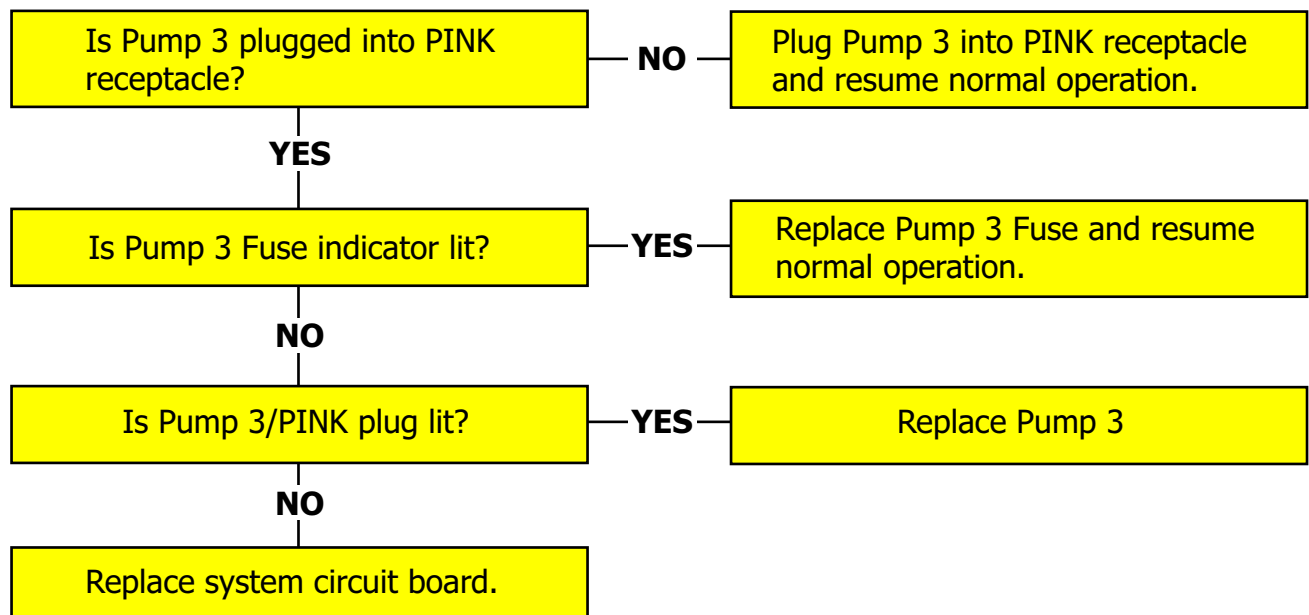 Is Pump 3 plugged into PINK
receptacle?
NO
Plug Pump 3 into PINK receptacle
and resume normal operation.
YES
Is Pump 3 Fuse indicator lit?
YES
Replace Pump 3 Fuse and resume
normal operation.
NO
Is Pump 3/PINK plug lit?
YES
Replace Pump 3
NO
Replace system circuit board.